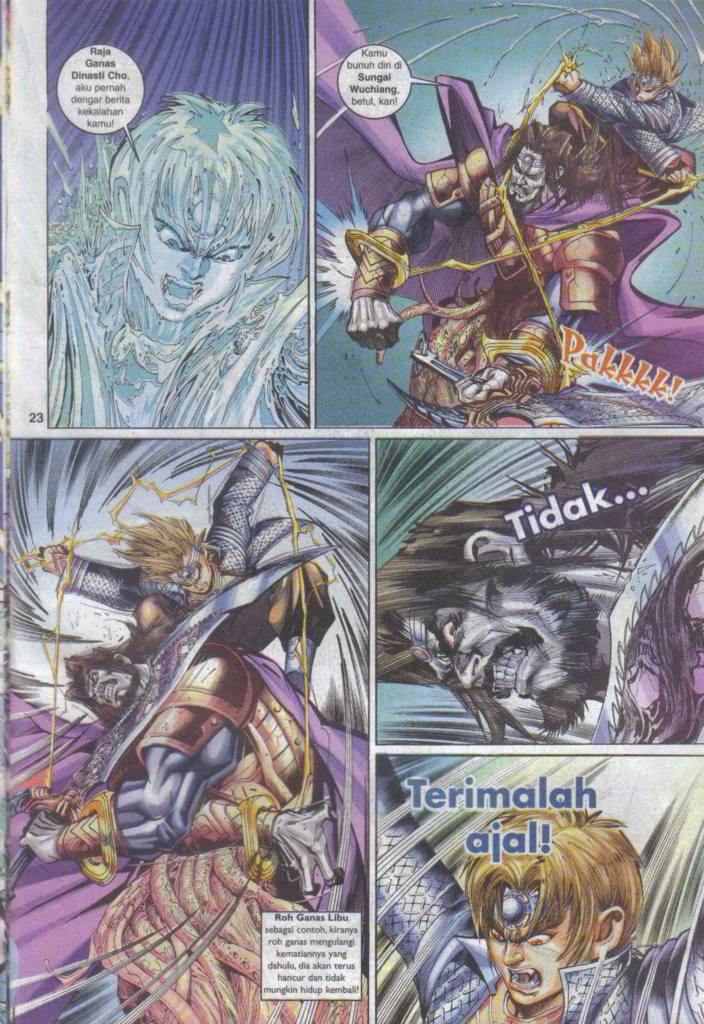 Raja
Ganas
Dinasti Cho,
aku pernah
dengar berita
kekalahan
kamu!
Kamu
bunuh diri di
Sungai
Wuchiang,
betul, kan!
Pakkkk!
23
Tidak...
Roh Ganas Libu
sebagai contoh, kiranya
roh ganas mengulangi
kematiannya yang
dahulu, dia akan terus
hancur dan tidak
mungkin hidup kembali!
Terimalah
ajal!